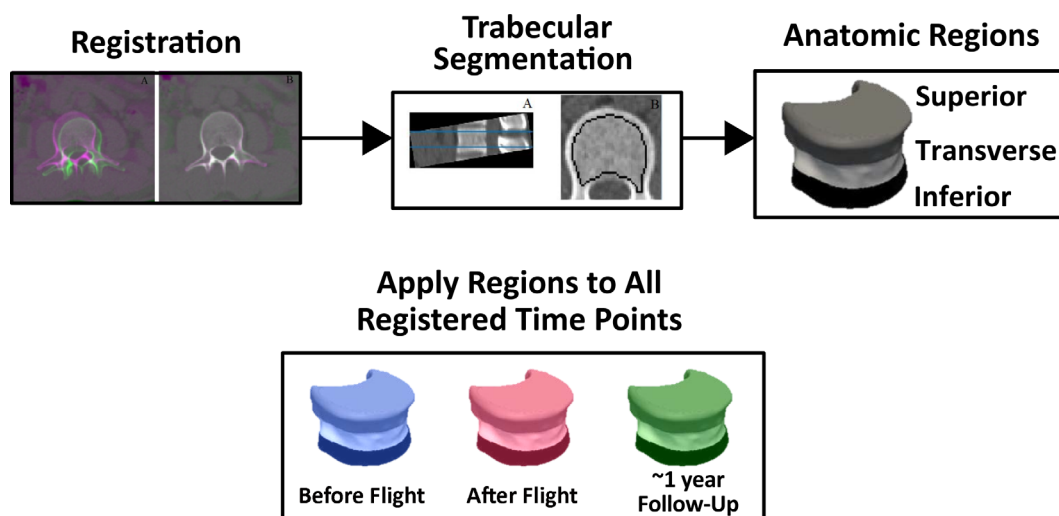 Registration
A
B
Trabecular
Segmentation
A
B
Anatomic Regions
Superior
Transverse
Inferior
Apply Regions to All
Registered Time Points
Before Flight
After Flight
~1 year
Follow-Up